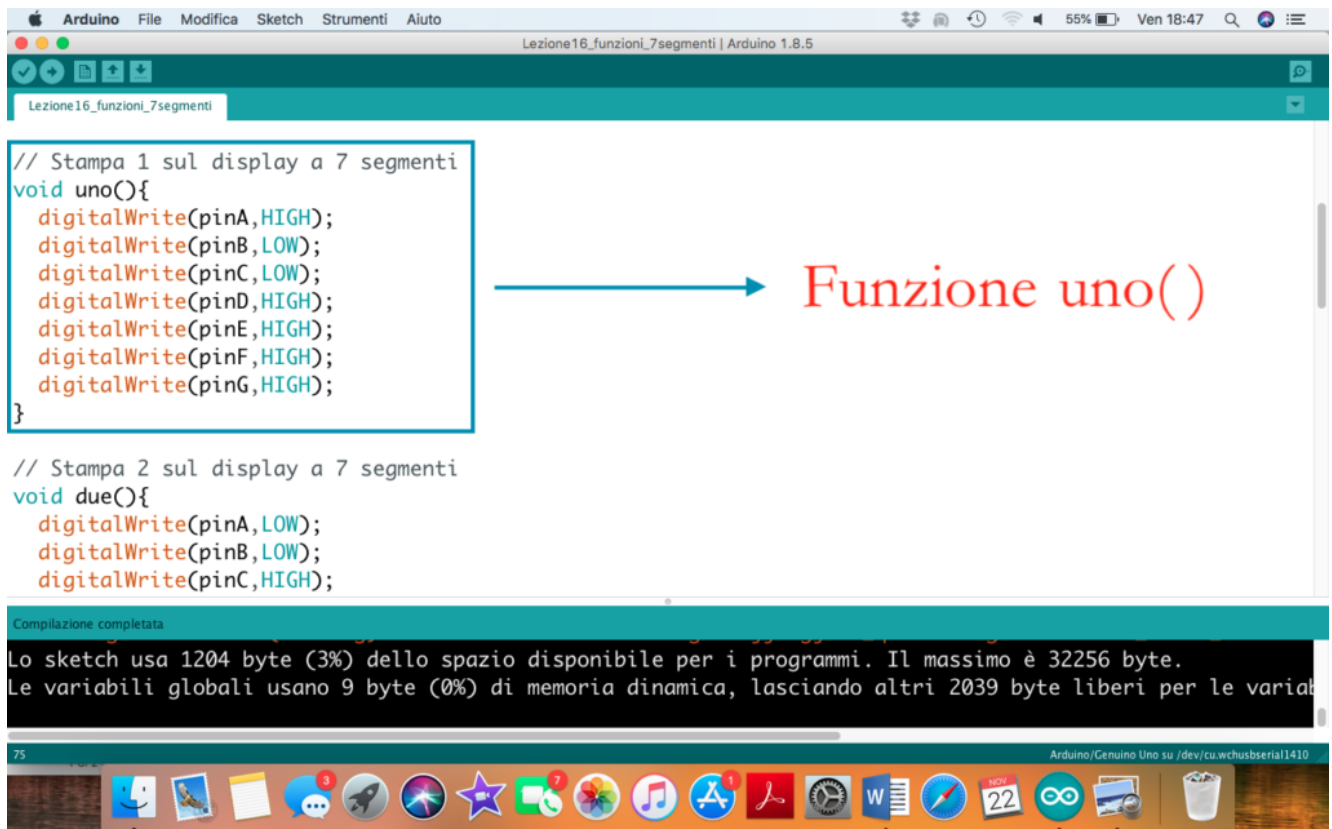 Arduino File Modifica Sketch Strumenti Aiuto 55% Ven 18:47
Lezione16_funzioni_7segmenti | Arduino 1.8.5
Lezione16_funzioni_7segmenti
// Stampa 1 sul display a 7 segmenti
void uno(){
digitalWrite(pinA,HIGH);
digitalWrite(pinB,LOW);
digitalWrite(pinC,LOW);
digitalWrite(pinD,HIGH);
digitalWrite(pinE,HIGH);
digitalWrite(pinF,HIGH);
digitalWrite(pinG,HIGH);
}
Funzione uno()
// Stampa 2 sul display a 7 segmenti
void due(){
digitalWrite(pinA,LOW);
digitalWrite(pinB,LOW);
digitalWrite(pinC,HIGH);
Compilazione completata
Lo sketch usa 1204 byte (3%) dello spazio disponibile per i programmi. Il massimo è 32256 byte.
Le variabili globali usano 9 byte (0%) di memoria dinamica, lasciando altri 2039 byte liberi per le variab
75 Arduino/Genuino Uno su /dev/cu.wchusbserial1410
3 7 1 W NOV 22